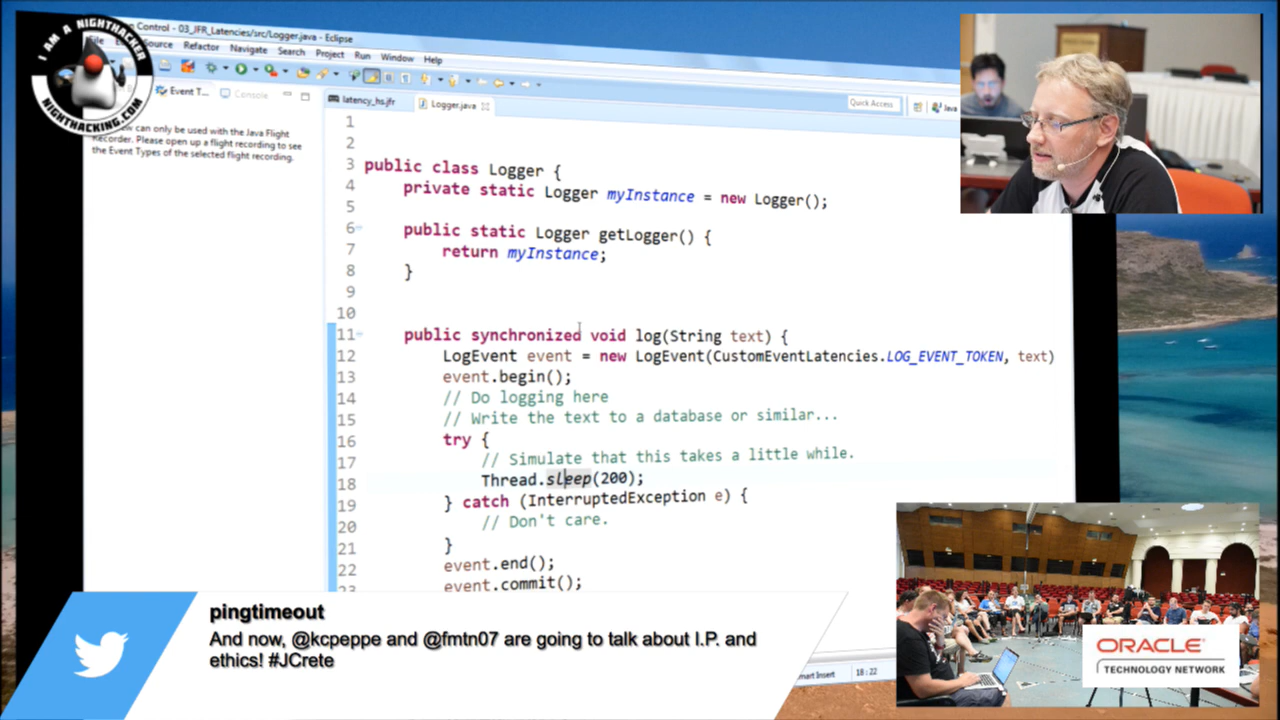 I AM A NIGHTHACKER
NIGHTHACKING.COM
Control - 03_JFR_Latencies/src/Logger.java - Eclipse
Source Refactor Navigate Search Project Run Window Help
Event T... Console
can only be used with the Java Flight
Recorder. Please open up a flight recording to see
the Event Types of the selected flight recording.
latency_hs.jfr Logger.java
Quick Access
Java
1
2
3 public class Logger {
4 private static Logger myInstance = new Logger();
5
6 public static Logger getLogger() {
7 return myInstance;
8 }
9
10
11 public synchronized void log(String text) {
12 LogEvent event = new LogEvent(CustomEventLatencies.LOG_EVENT_TOKEN, text)
13 event.begin();
14 // Do logging here
15 // Write the text to a database or similar...
16 try {
17 // Simulate that this takes a little while.
18 Thread.sleep(200);
19 } catch (InterruptedException e) {
20 // Don't care.
21 }
22 event.end();
23 event.commit();
Insert 18:22
pingtimeout
And now, @kcpeppe and @fmtn07 are going to talk about I.P. and
ethics! #JCrete
ORACLE
TECHNOLOGY NETWORK